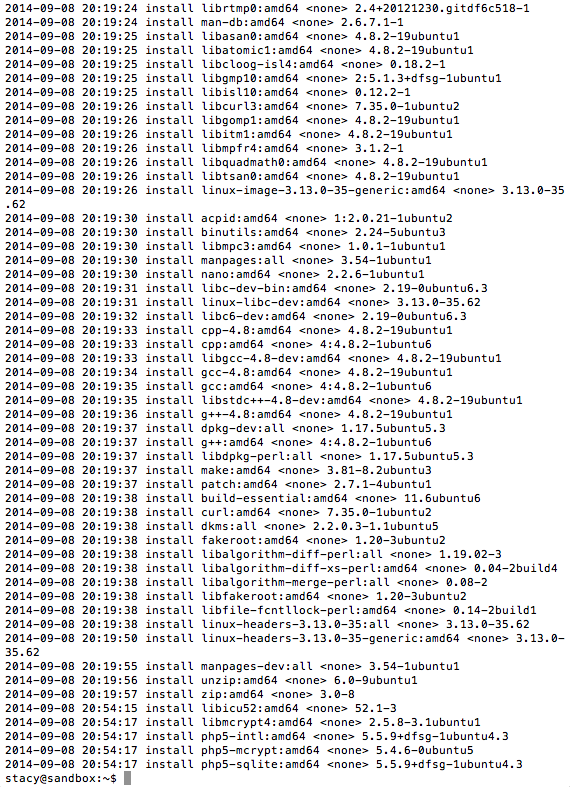 2014-09-08 20:19:24 install librtmp0:amd64 <none> 2.4+20121230.gitdf6c518-1
2014-09-08 20:19:24 install man-db:amd64 <none> 2.6.7.1-1
2014-09-08 20:19:25 install libasan0:amd64 <none> 4.8.2-19ubuntu1
2014-09-08 20:19:25 install libatomic1:amd64 <none> 4.8.2-19ubuntu1
2014-09-08 20:19:25 install libcloog-isl4:amd64 <none> 0.18.2-1
2014-09-08 20:19:25 install libgmp10:amd64 <none> 2:5.1.3+dfsg-1ubuntu1
2014-09-08 20:19:25 install libisl10:amd64 <none> 0.12.2-1
2014-09-08 20:19:26 install libcurl3:amd64 <none> 7.35.0-1ubuntu2
2014-09-08 20:19:26 install libgomp1:amd64 <none> 4.8.2-19ubuntu1
2014-09-08 20:19:26 install libitm1:amd64 <none> 4.8.2-19ubuntu1
2014-09-08 20:19:26 install libmpfr4:amd64 <none> 3.1.2-1
2014-09-08 20:19:26 install libquadmath0:amd64 <none> 4.8.2-19ubuntu1
2014-09-08 20:19:26 install libtsan0:amd64 <none> 4.8.2-19ubuntu1
2014-09-08 20:19:26 install linux-image-3.13.0-35-generic:amd64 <none> 3.13.0-35
.62
2014-09-08 20:19:30 install acpid:amd64 <none> 1:2.0.21-1ubuntu2
2014-09-08 20:19:30 install binutils:amd64 <none> 2.24-5ubuntu3
2014-09-08 20:19:30 install libmpc3:amd64 <none> 1.0.1-1ubuntu1
2014-09-08 20:19:30 install manpages:all <none> 3.54-1ubuntu1
2014-09-08 20:19:30 install nano:amd64 <none> 2.2.6-1ubuntu1
2014-09-08 20:19:31 install libc-dev-bin:amd64 <none> 2.19-0ubuntu6.3
2014-09-08 20:19:31 install linux-libc-dev:amd64 <none> 3.13.0-35.62
2014-09-08 20:19:32 install libc6-dev:amd64 <none> 2.19-0ubuntu6.3
2014-09-08 20:19:33 install cpp-4.8:amd64 <none> 4.8.2-19ubuntu1
2014-09-08 20:19:33 install cpp:amd64 <none> 4:4.8.2-1ubuntu6
2014-09-08 20:19:33 install libgcc-4.8-dev:amd64 <none> 4.8.2-19ubuntu1
2014-09-08 20:19:34 install gcc-4.8:amd64 <none> 4.8.2-19ubuntu1
2014-09-08 20:19:35 install gcc:amd64 <none> 4:4.8.2-1ubuntu6
2014-09-08 20:19:35 install libstdc++-4.8-dev:amd64 <none> 4.8.2-19ubuntu1
2014-09-08 20:19:36 install g++-4.8:amd64 <none> 4.8.2-19ubuntu1
2014-09-08 20:19:37 install dpkg-dev:all <none> 1.17.5ubuntu5.3
2014-09-08 20:19:37 install g++:amd64 <none> 4:4.8.2-1ubuntu6
2014-09-08 20:19:37 install libdpkg-perl:all <none> 1.17.5ubuntu5.3
2014-09-08 20:19:37 install make:amd64 <none> 3.81-8.2ubuntu3
2014-09-08 20:19:37 install patch:amd64 <none> 2.7.1-4ubuntu1
2014-09-08 20:19:38 install build-essential:amd64 <none> 11.6ubuntu6
2014-09-08 20:19:38 install curl:amd64 <none> 7.35.0-1ubuntu2
2014-09-08 20:19:38 install dkms:all <none> 2.2.0.3-1.1ubuntu5
2014-09-08 20:19:38 install fakeroot:amd64 <none> 1.20-3ubuntu2
2014-09-08 20:19:38 install libalgorithm-diff-perl:all <none> 1.19.02-3
2014-09-08 20:19:38 install libalgorithm-diff-xs-perl:amd64 <none> 0.04-2build4
2014-09-08 20:19:38 install libalgorithm-merge-perl:all <none> 0.08-2
2014-09-08 20:19:38 install libfakeroot:amd64 <none> 1.20-3ubuntu2
2014-09-08 20:19:38 install libfile-fcntllock-perl:amd64 <none> 0.14-2build1
2014-09-08 20:19:38 install linux-headers-3.13.0-35:all <none> 3.13.0-35.62
2014-09-08 20:19:50 install linux-headers-3.13.0-35-generic:amd64 <none> 3.13.0-
35.62
2014-09-08 20:19:55 install manpages-dev:all <none> 3.54-1ubuntu1
2014-09-08 20:19:56 install unzip:amd64 <none> 6.0-9ubuntu1
2014-09-08 20:19:57 install zip:amd64 <none> 3.0-8
2014-09-08 20:54:15 install libicu52:amd64 <none> 52.1-3
2014-09-08 20:54:17 install libmcrypt4:amd64 <none> 2.5.8-3.1ubuntu1
2014-09-08 20:54:17 install php5-intl:amd64 <none> 5.5.9+dfsg-1ubuntu4.3
2014-09-08 20:54:17 install php5-mcrypt:amd64 <none> 5.4.6-0ubuntu5
2014-09-08 20:54:17 install php5-sqlite:amd64 <none> 5.5.9+dfsg-1ubuntu4.3
stacy@sandbox:~$